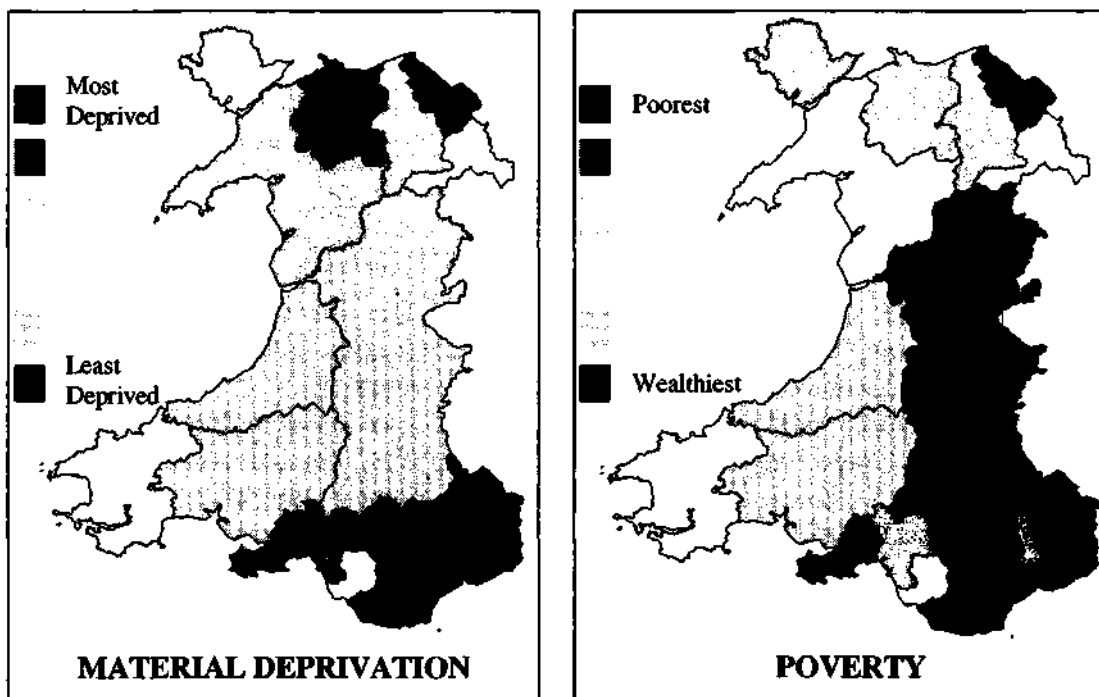 Most
Deprived
Least
Deprived
MATERIAL DEPRIVATION
Poorest
Wealthiest
POVERTY